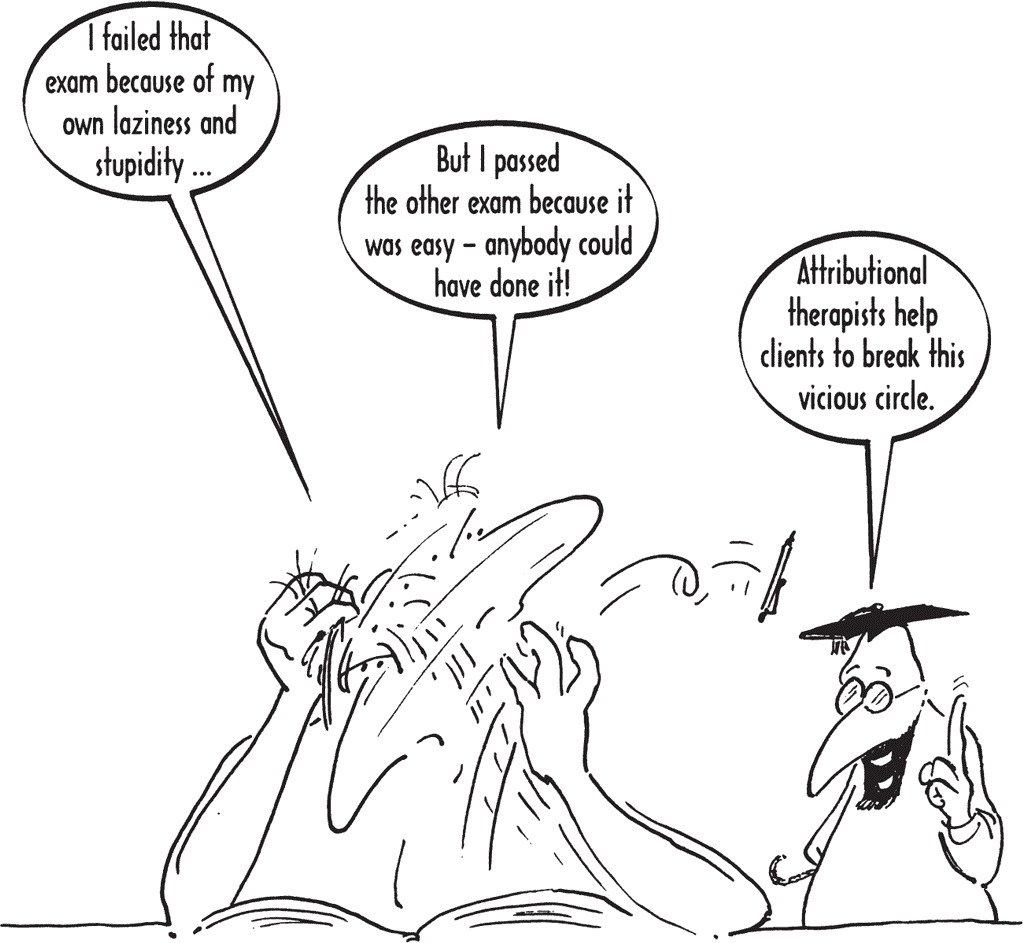 I failed that
exam because of my
own laziness and
stupidity ...
But I passed
the other exam because it
was easy – anybody could
have done it!
Attributional
therapists help
clients to break this
vicious circle.